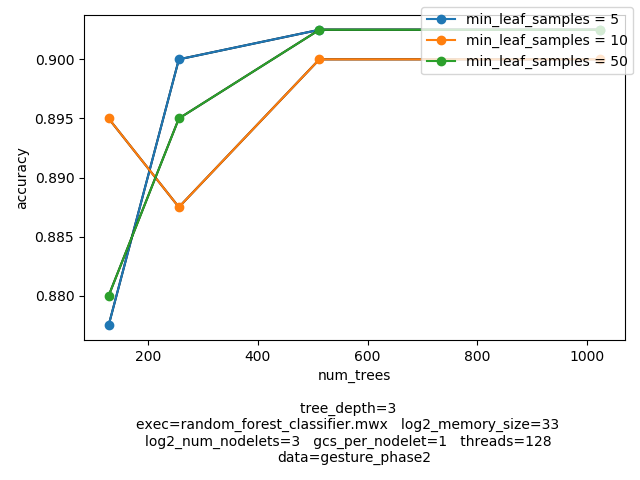 min_leaf_samples = 5
min_leaf_samples = 10
min_leaf_samples = 50
0.900
0.895
0.890
0.885
0.880
accuracy
200 400 600 800 1000
num_trees
tree_depth=3
exec=random_forest_classifier.mwx log2_memory_size=33
log2_num_nodelets=3 gcs_per_nodelet=1 threads=128
data=gesture_phase2